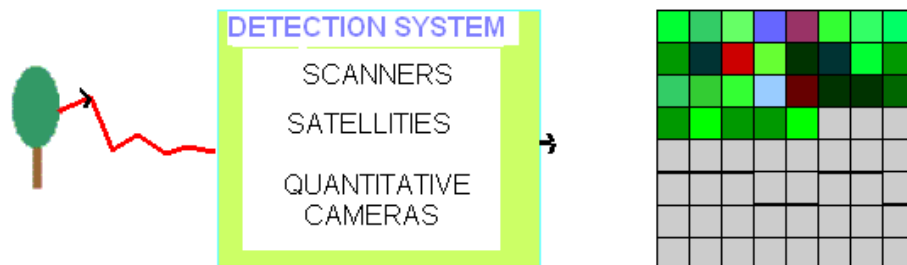 DETECTION SYSTEM
SCANNERS
SATELLITIES
QUANTITATIVE
CAMERAS